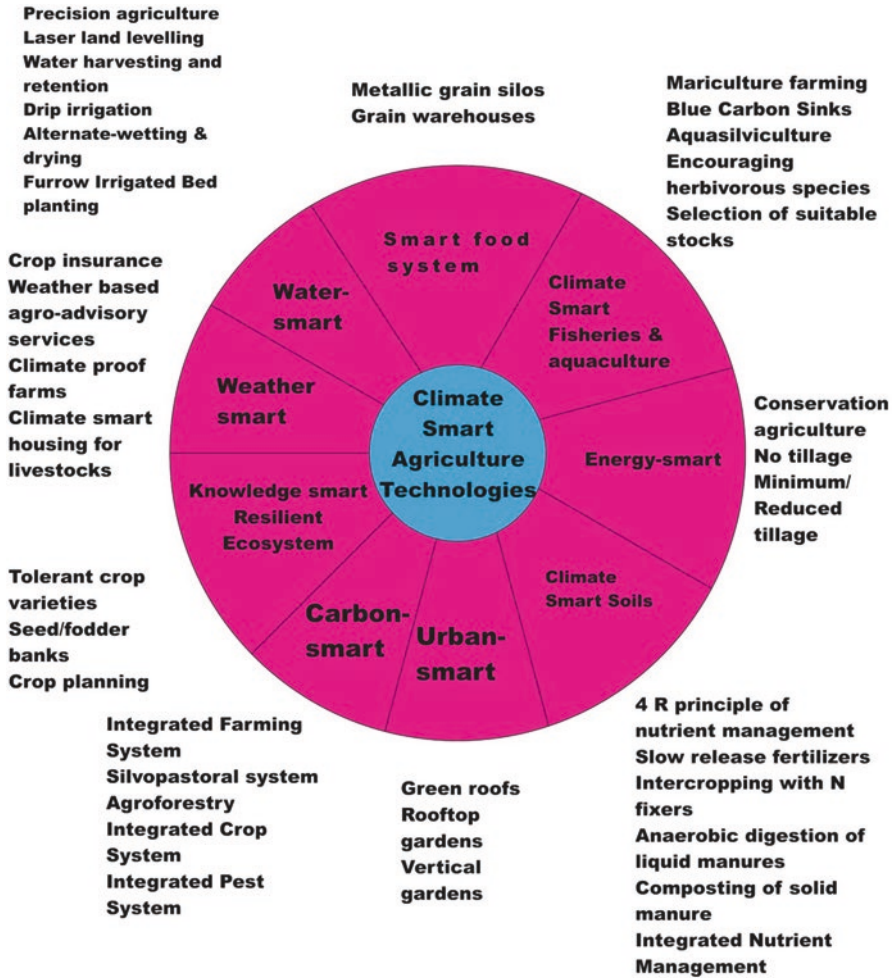 Precision agriculture
Laser land levelling
Water harvesting and
retention
Drip irrigation
Alternate-wetting &
drying
Furrow Irrigated Bed
planting
Metallic grain silos
Grain warehouses
Mariculture farming
Blue Carbon Sinks
Aquasilviculture
Encouraging
herbivorous species
Selection of suitable
stocks
Crop insurance
Weather based
agro-advisory
services
Climate proof
farms
Climate smart
housing for
livestocks
Smart food
system
Water-
smart
Climate
Smart
Fisheries &
aquaculture
Weather
smart
Climate
Smart
Agriculture
Technologies
Energy-smart
Conservation
agriculture
No tillage
Minimum/
Reduced
tillage
Knowledge smart
Resilient
Ecosystem
Climate
Smart Soils
Carbon-
smart
Urban-
smart
Tolerant crop
varieties
Seed/fodder
banks
Crop planning
Integrated Farming
System
Silvopastoral system
Agroforestry
Integrated Crop
System
Integrated Pest
System
Green roofs
Rooftop
gardens
Vertical
gardens
4 R principle of
nutrient management
Slow release fertilizers
Intercropping with N
fixers
Anaerobic digestion of
liquid manures
Composting of solid
manure
Integrated Nutrient
Management